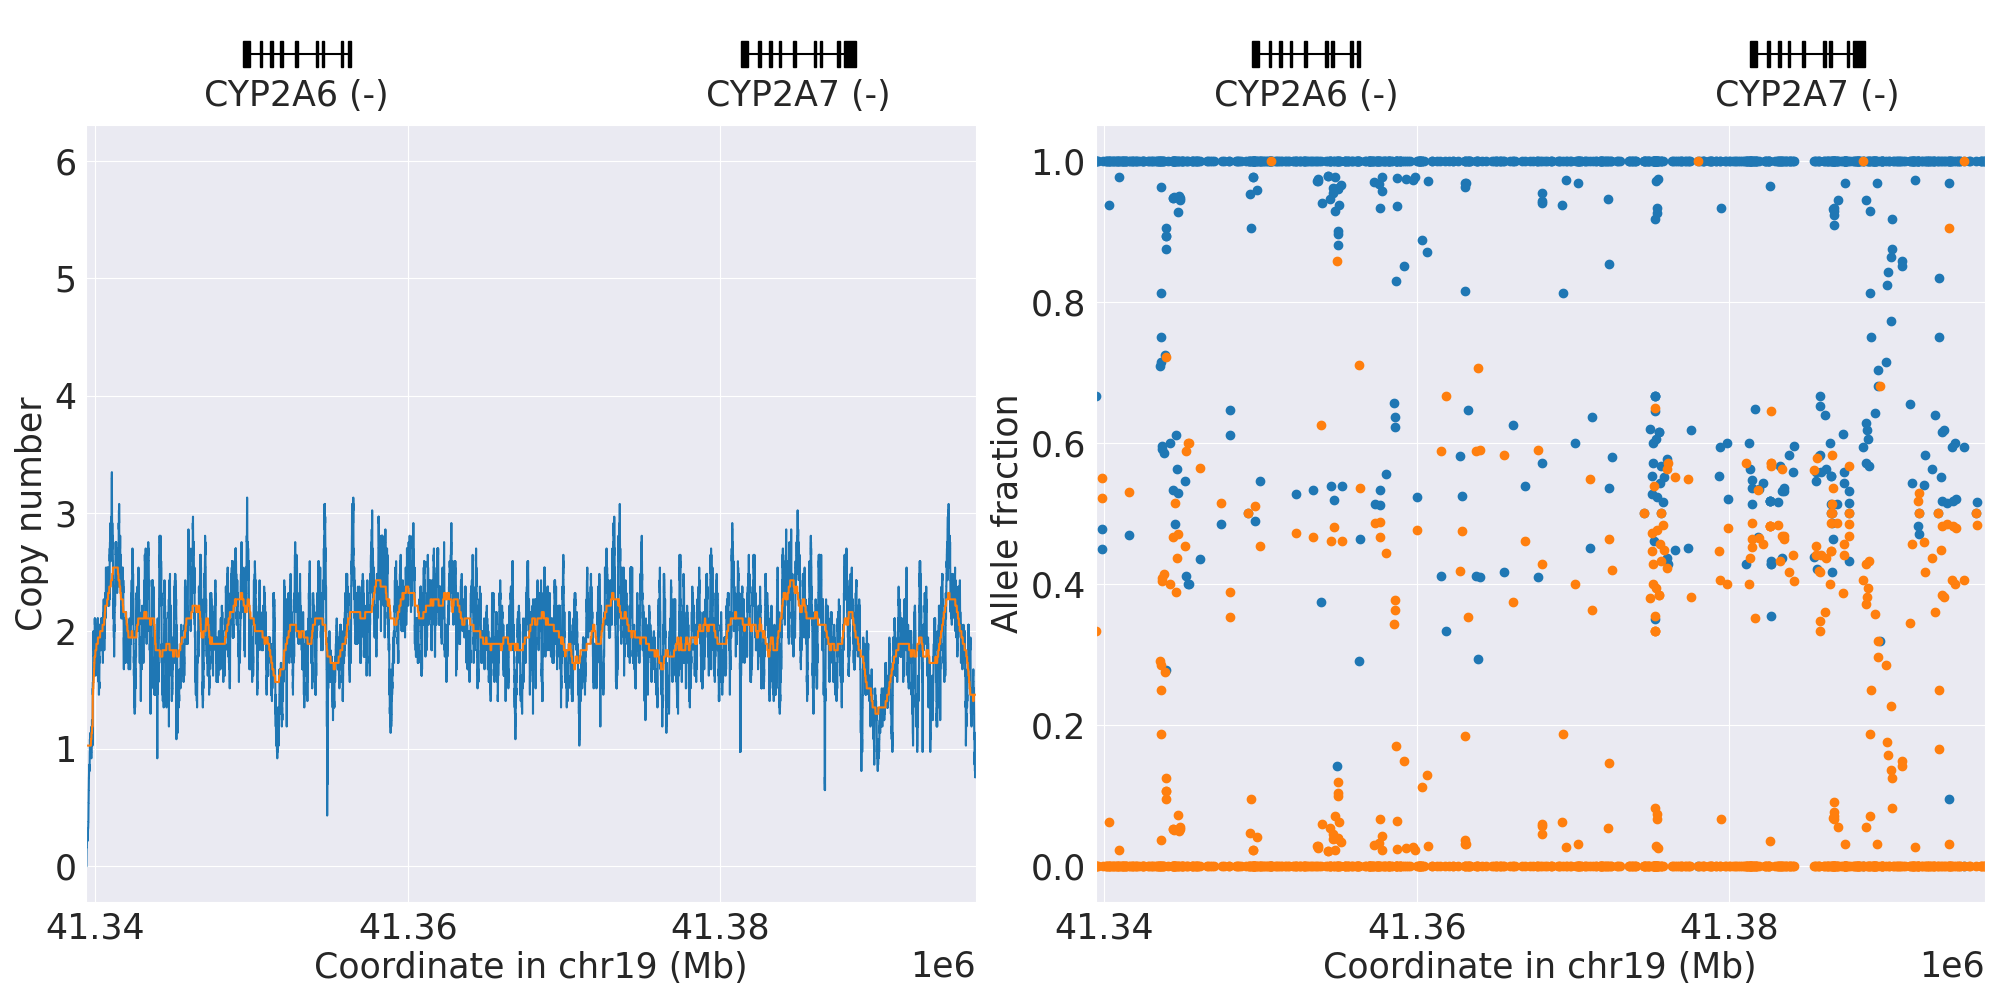 CYP2A6 (-)
CYP2A7 (-)
6
5
4
3
2
1
0
Copy number
41.34
41.36
41.38
Coordinate in chr19 (Mb)
1e6
CYP2A6 (-)
CYP2A7 (-)
1.0
0.8
0.6
0.4
0.2
0.0
Allele fraction
41.34
41.36
41.38
Coordinate in chr19 (Mb)
1e6